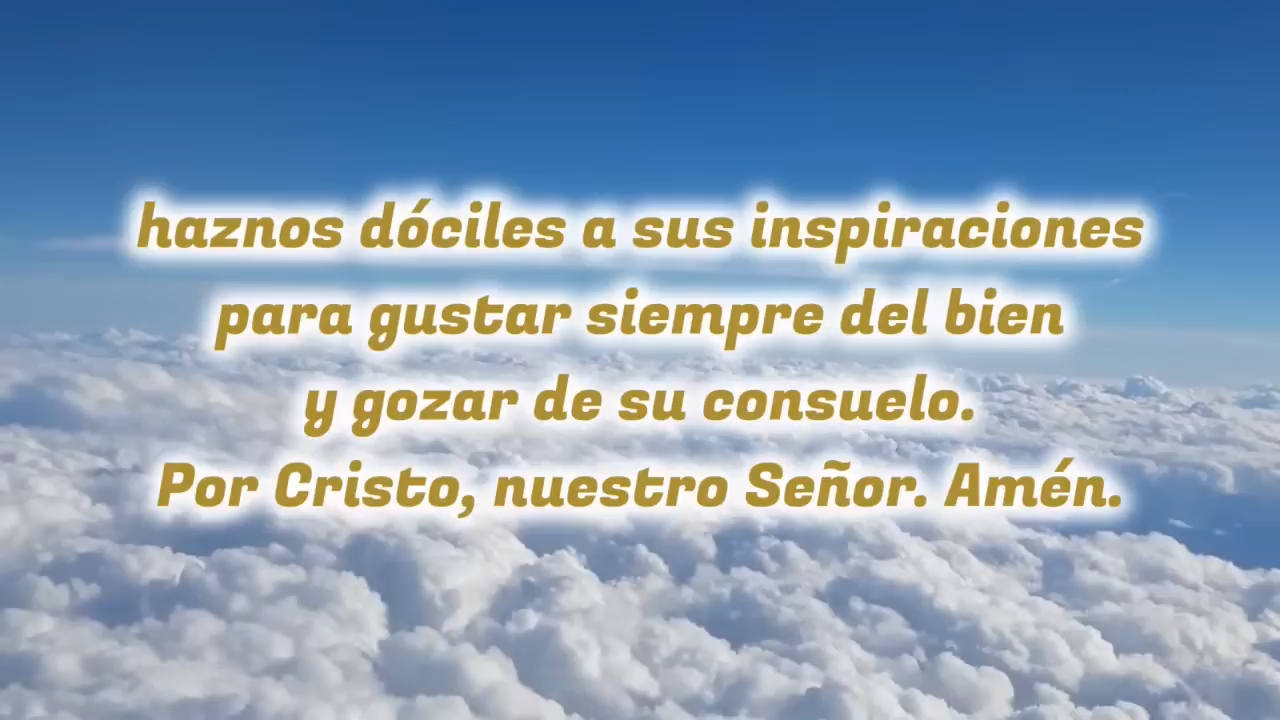 haznos dóciles a sus inspiraciones
para gustar siempre del bien
y gozar de su consuelo.
Por Cristo, nuestro Señor. Amén.